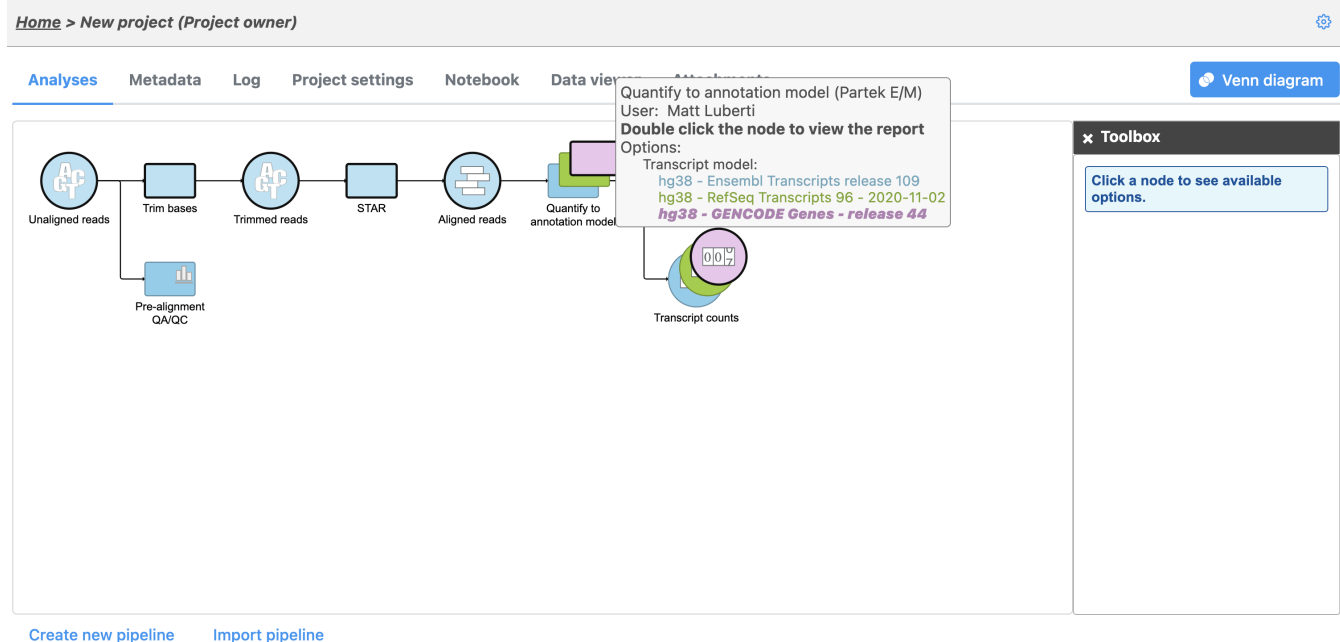 Home > New project (Project owner)
Analyses Metadata Log Project settings Notebook Data viewer Attachments
Venn diagram
Quantify to annotation model (Partek E/M)
User: Matt Luberti
Double click the node to view the report
Options:
Transcript model:
hg38 - Ensembl Transcripts release 109
hg38 - RefSeq Transcripts 96 - 2020-11-02
hg38 - GENCODE Genes - release 44
× Toolbox
Click a node to see available
options.
Unaligned reads
Trim bases
Trimmed reads
STAR
Aligned reads
Quantify to
annotation model
Pre-alignment
QA/QC
Transcript counts
Create new pipeline Import pipeline